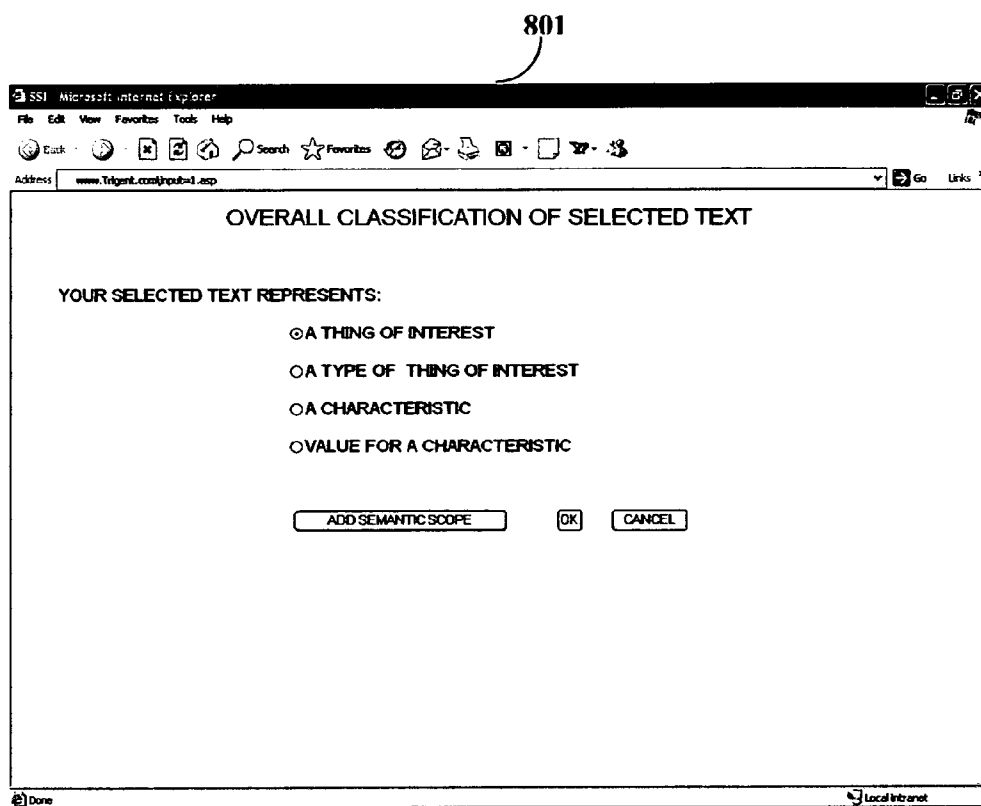 801
SSI Microsoft Internet Explorer
File Edit View Favorites Tools Help
Back Search Favorites
Address www.Trigent.com/input=1.asp Go Links
OVERALL CLASSIFICATION OF SELECTED TEXT
YOUR SELECTED TEXT REPRESENTS:
A THING OF INTEREST
A TYPE OF THING OF INTEREST
A CHARACTERISTIC
VALUE FOR A CHARACTERISTIC
ADD SEMANTIC SCOPE OK CANCEL
Done Local intranet